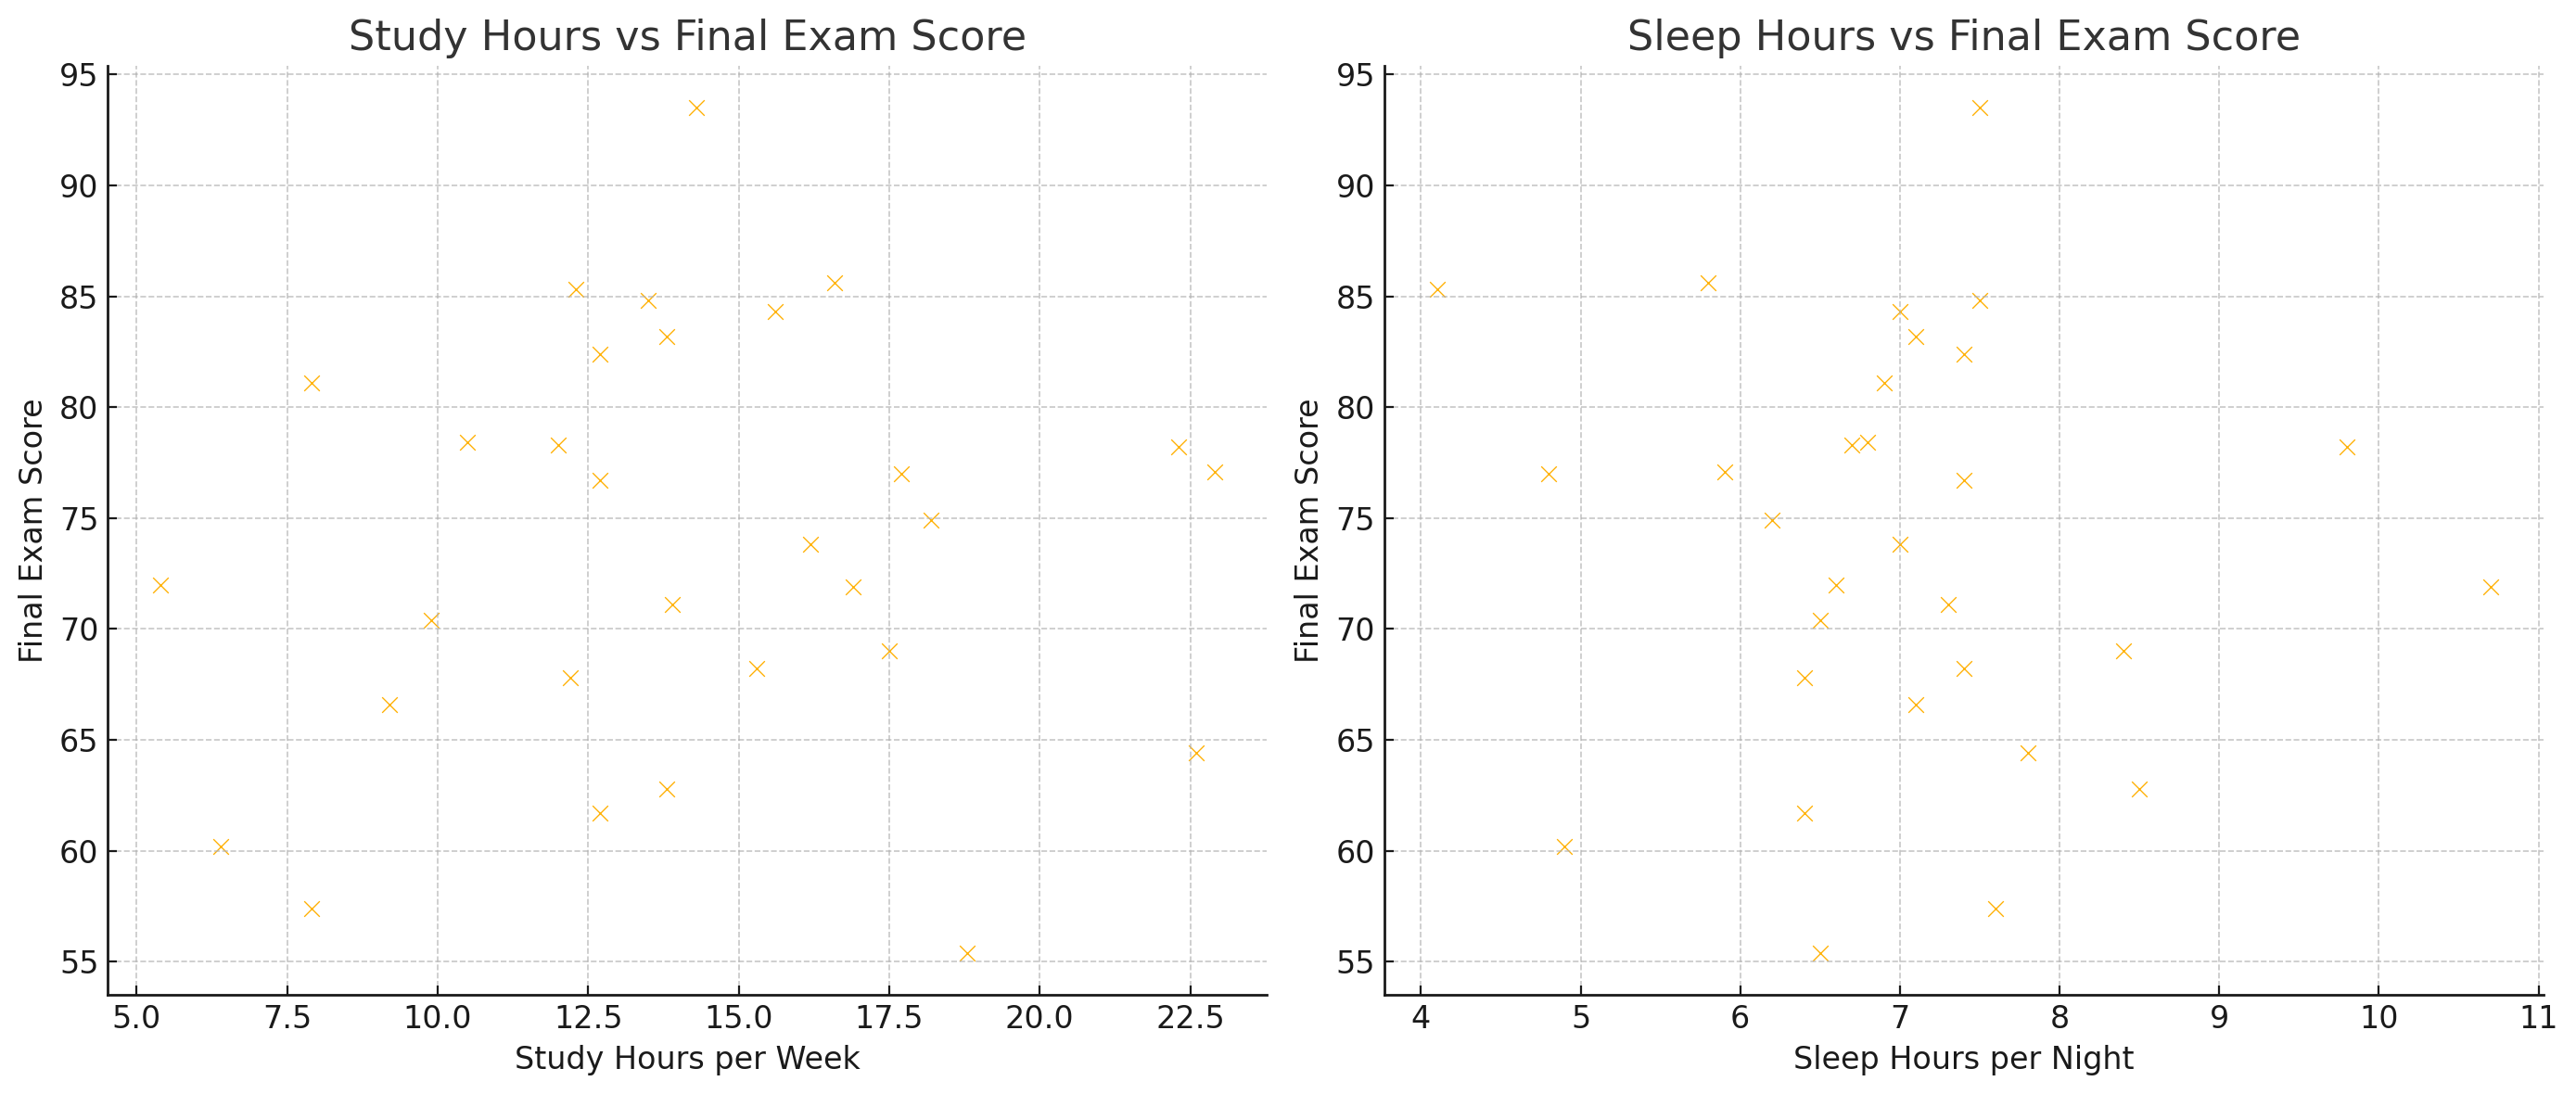 Study Hours vs Final Exam Score
95
90
85
80
75
70
65
60
55
Final Exam Score
5.0 7.5 10.0 12.5 15.0 17.5 20.0 22.5
Study Hours per Week
Sleep Hours vs Final Exam Score
95
90
85
80
75
70
65
60
55
Final Exam Score
4 5 6 7 8 9 10 11
Sleep Hours per Night